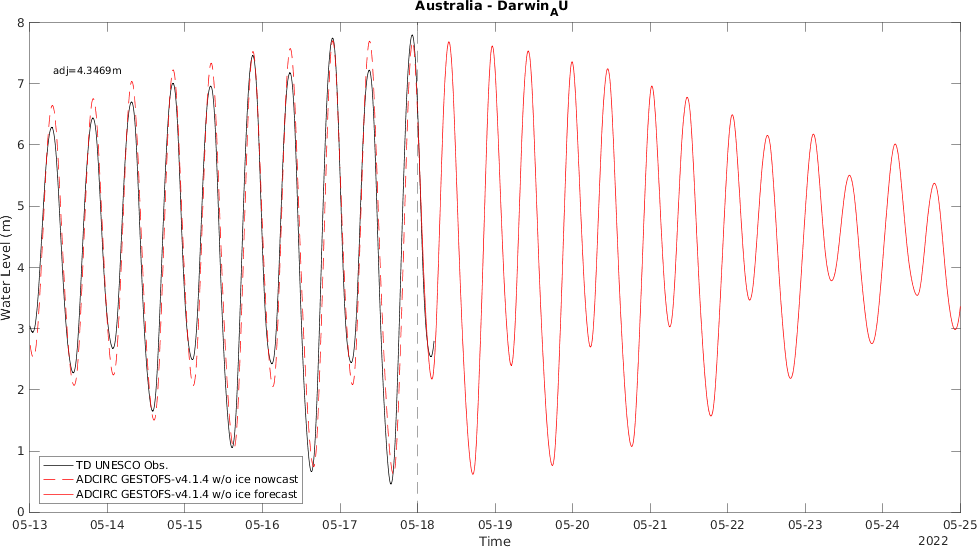 Australia - Darwin_AU
8
7
6
5
4
3
2
1
0
Water Level (m)
adj=4.3469m
TD UNESCO Obs.
ADCIRC GESTOFS-v4.1.4 w/o ice nowcast
ADCIRC GESTOFS-v4.1.4 w/o ice forecast
05-13 05-14 05-15 05-16 05-17 05-18 05-19 05-20 05-21 05-22 05-23 05-24 05-25
Time
2022